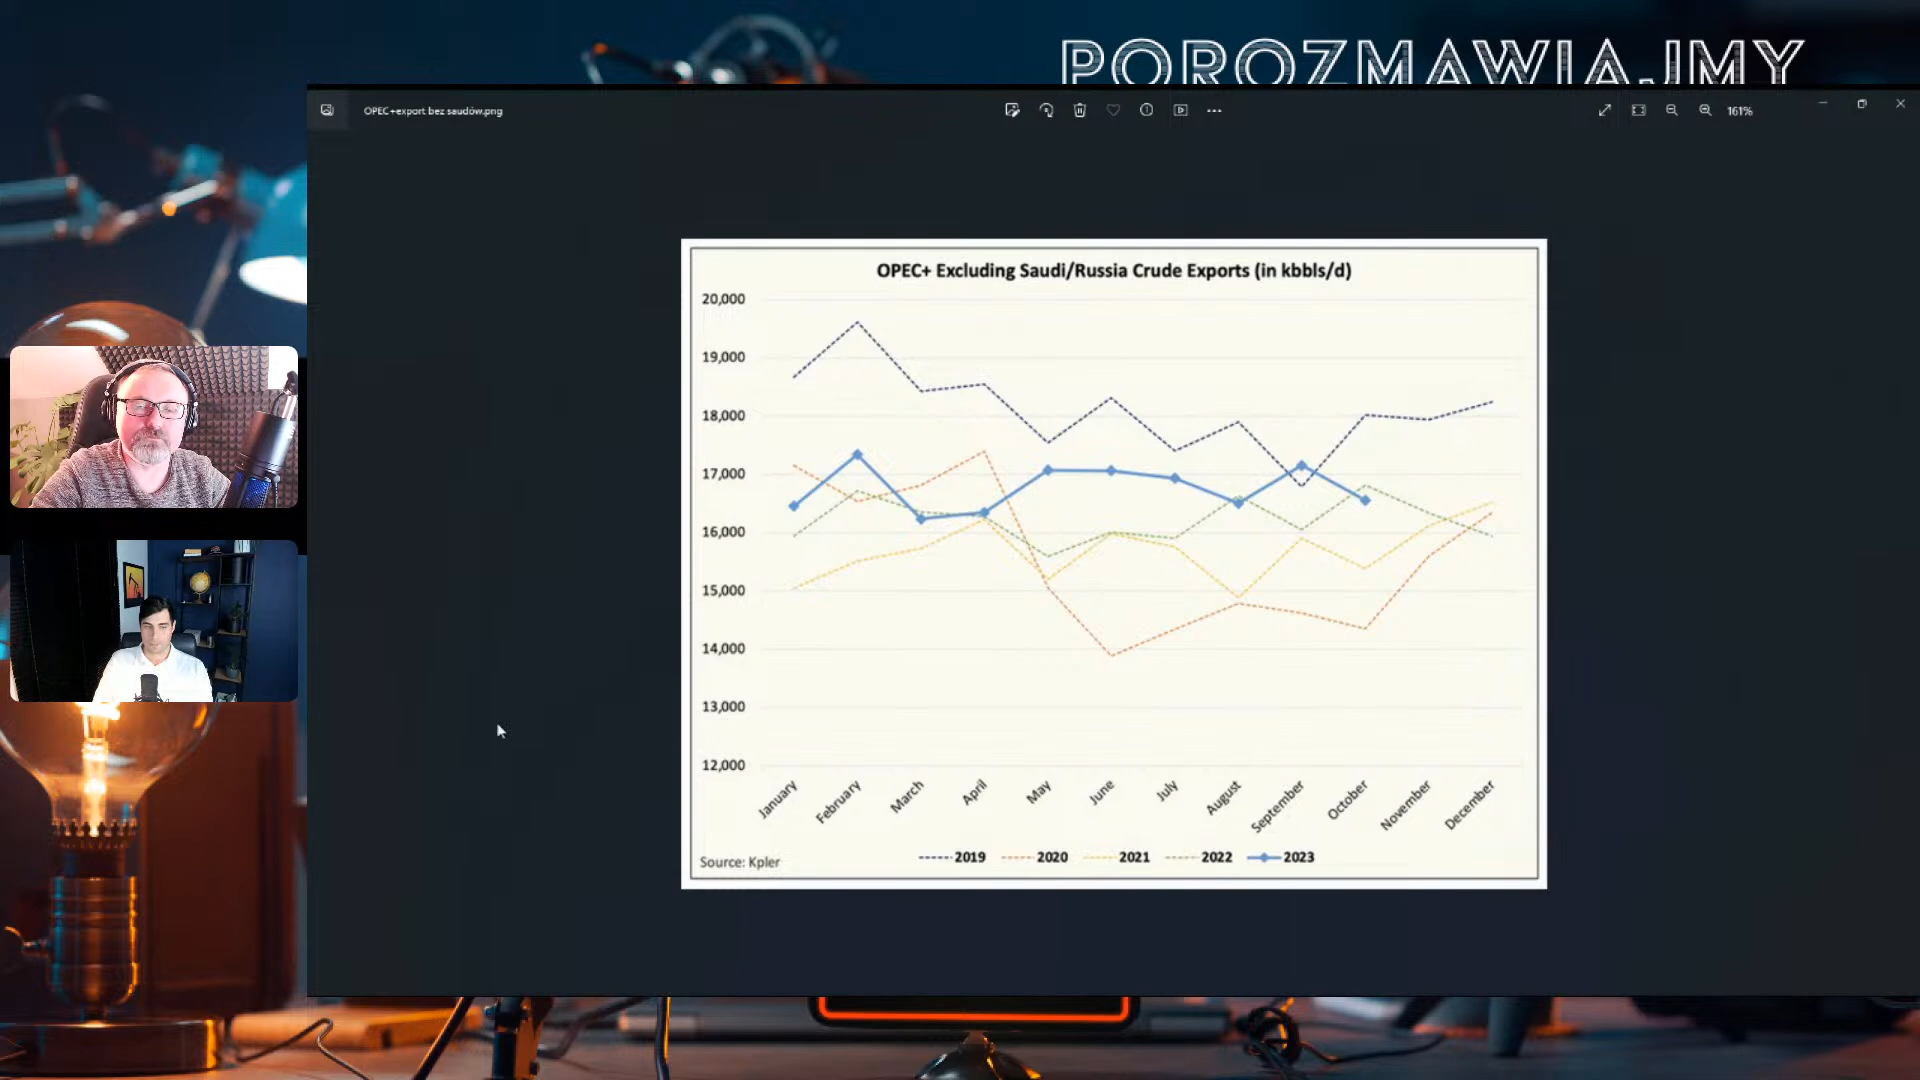 POROZMAWIAJMY
OPEC+export bez saudów.png
161%
OPEC+ Excluding Saudi/Russia Crude Exports (in kbbls/d)
20,000
19,000
18,000
17,000
16,000
15,000
14,000
13,000
12,000
January
February
March
April
May
June
July
August
September
October
November
December
2019
2020
2021
2022
2023
Source: Kpler